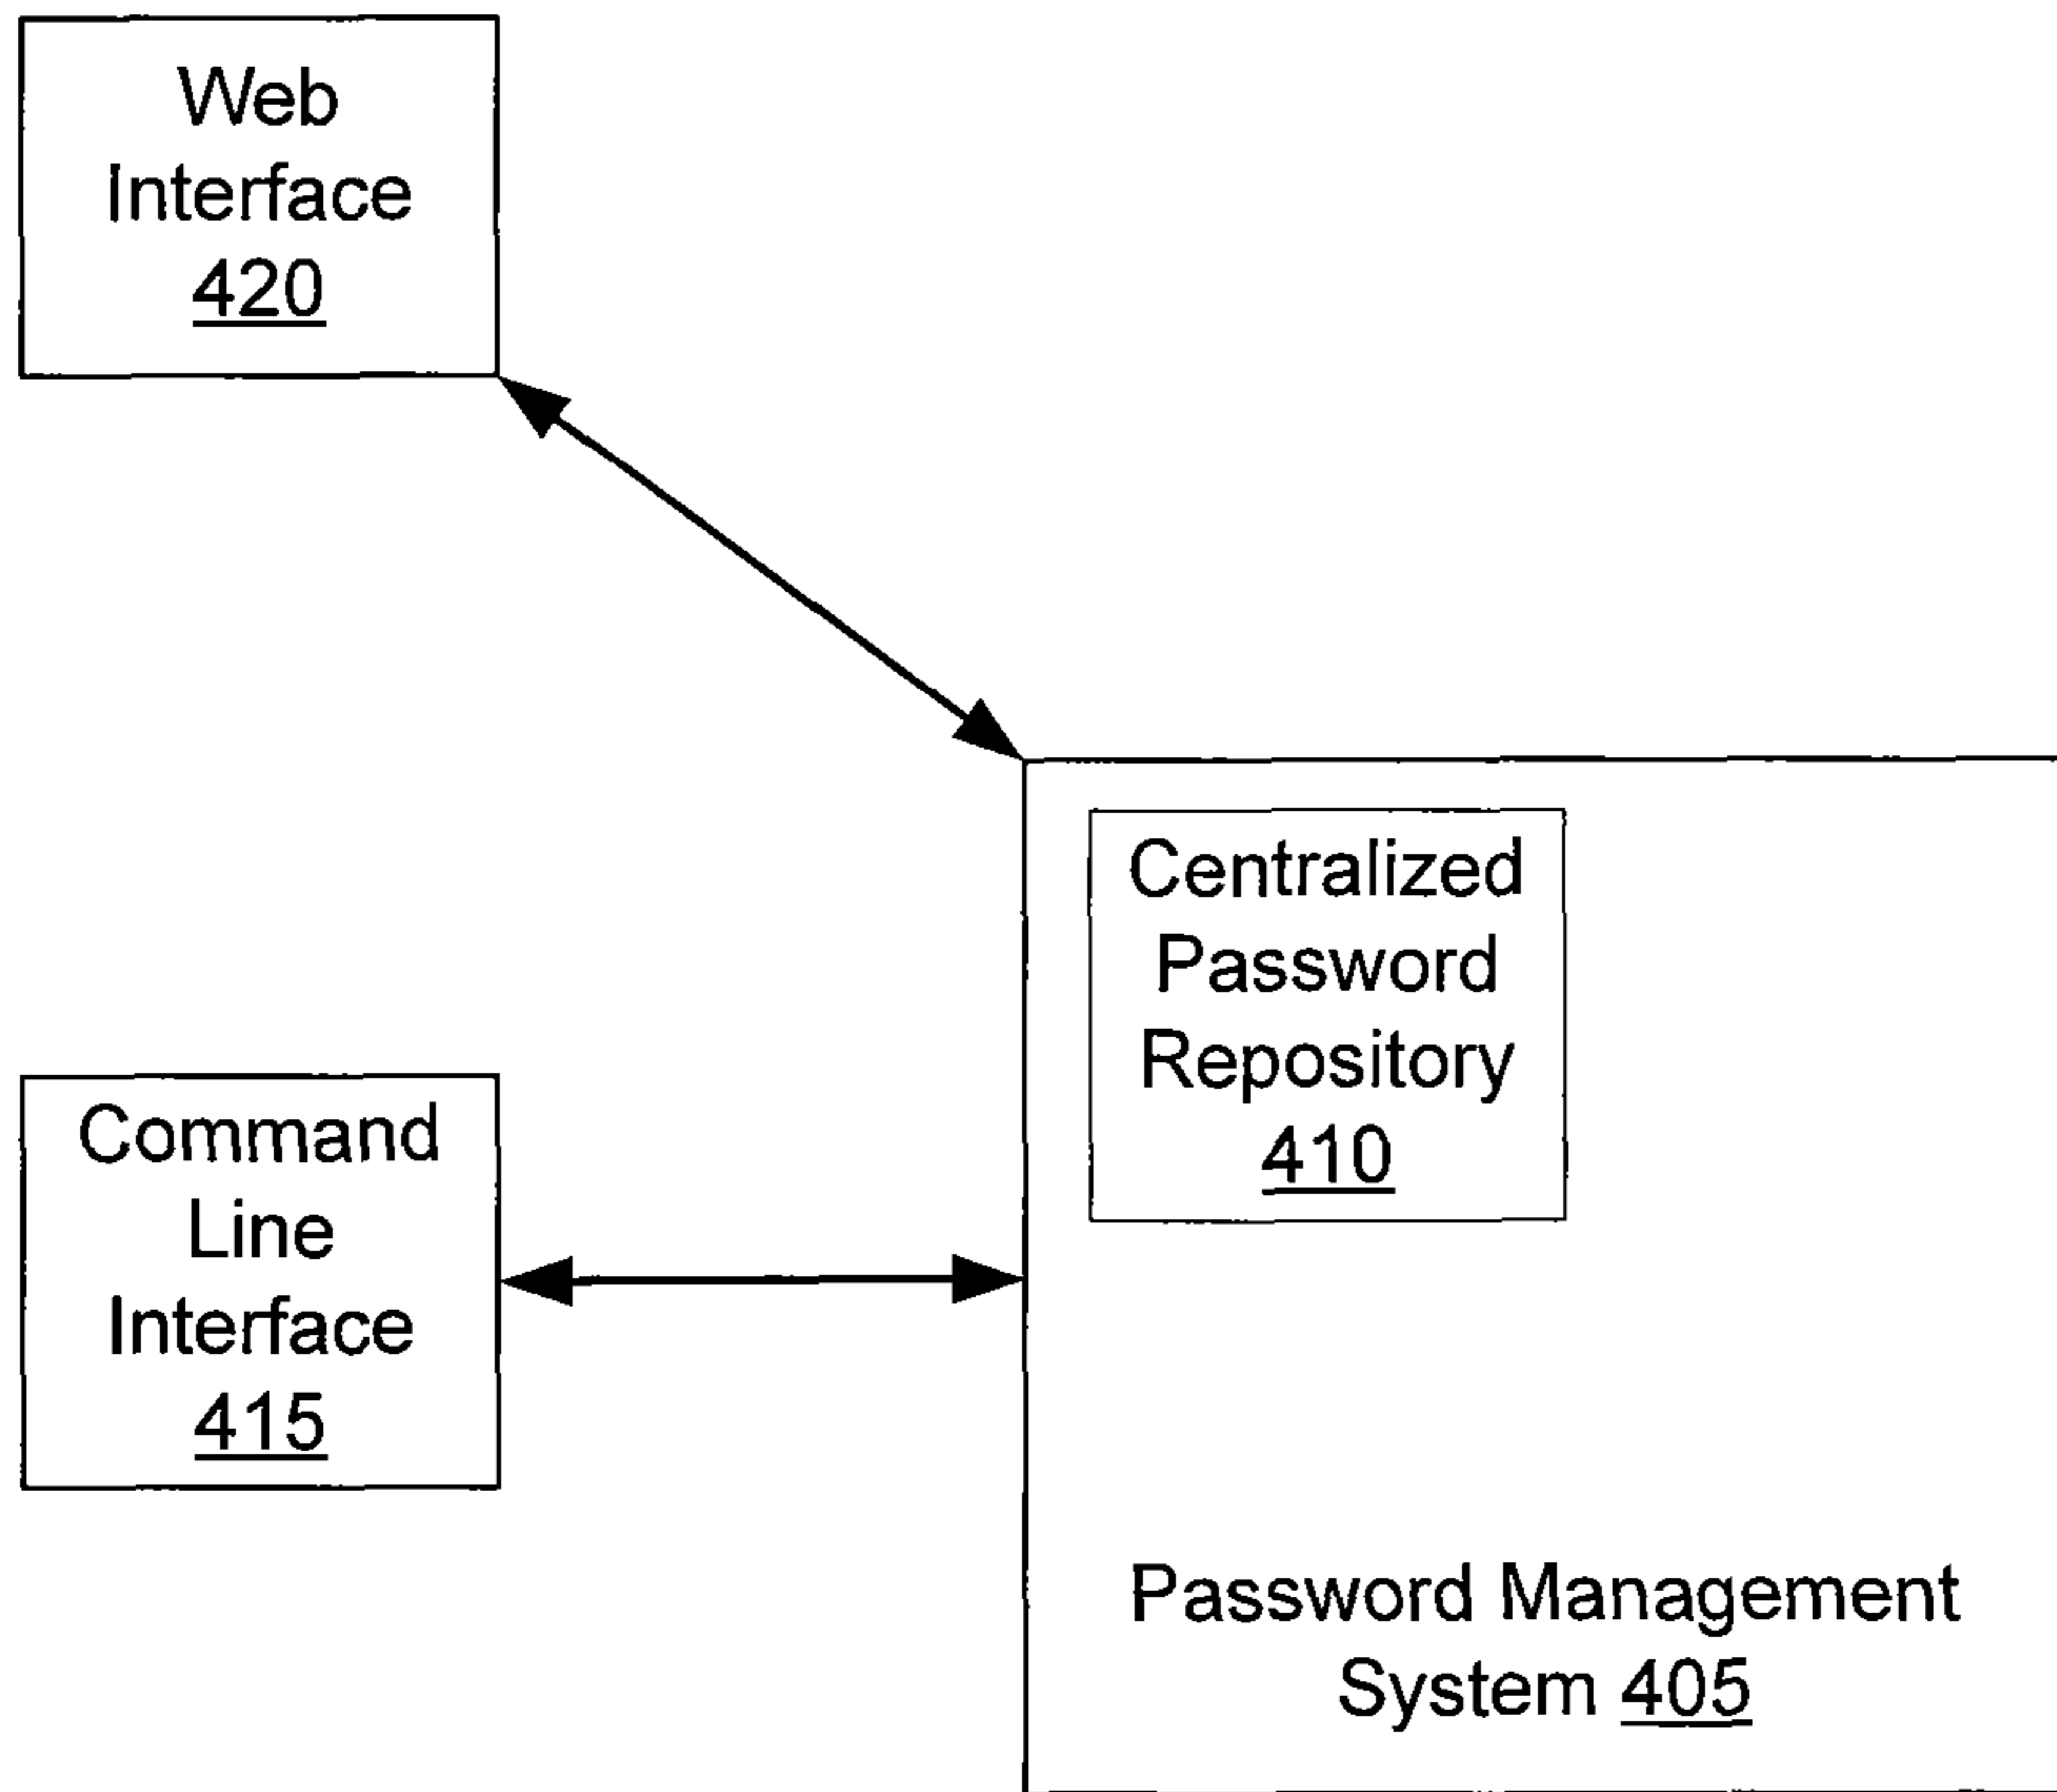 Web
Interface
420
Centralized
Password
Repository
410
Command
Line
Interface
415
Password Management
System 405